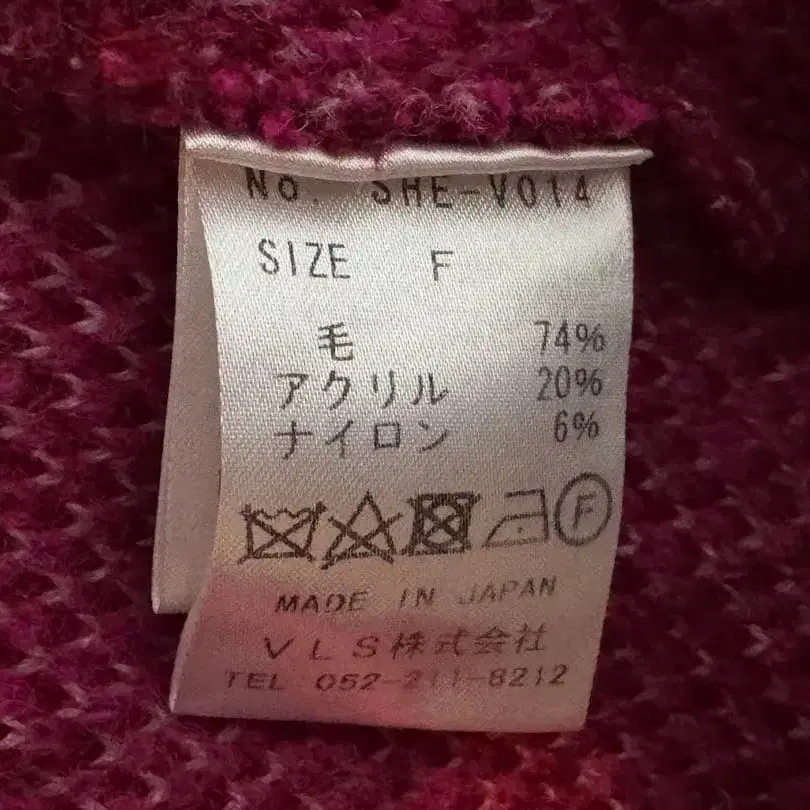 No. SHE-V014
SIZE F
毛 74%
アクリル 20%
ナイロン 6%
F
MADE IN JAPAN
VLS株式会社
TEL 052-211-8212